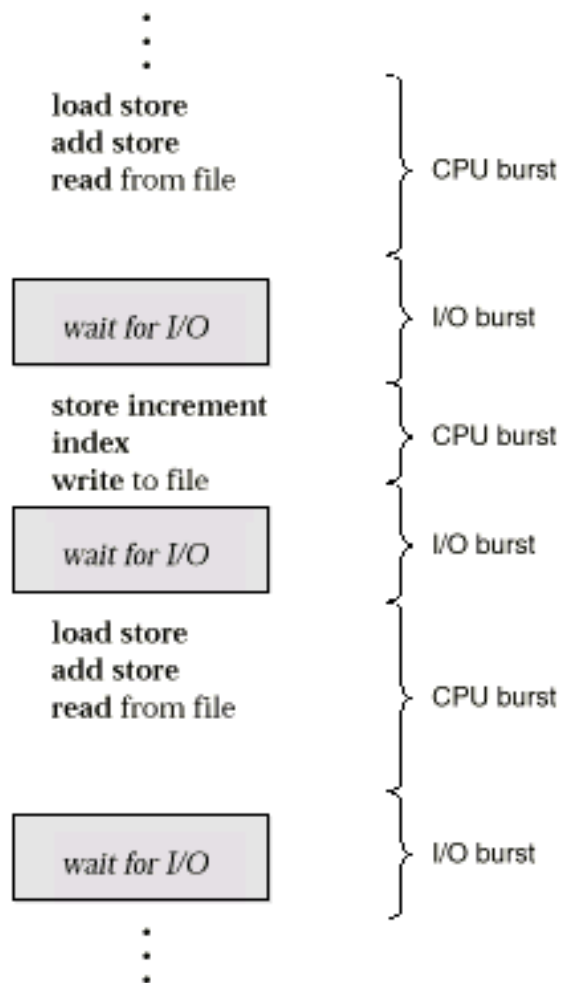 load store
add store
read from file
CPU burst
wait for I/O
I/O burst
store increment
index
write to file
CPU burst
wait for I/O
I/O burst
load store
add store
read from file
CPU burst
wait for I/O
I/O burst